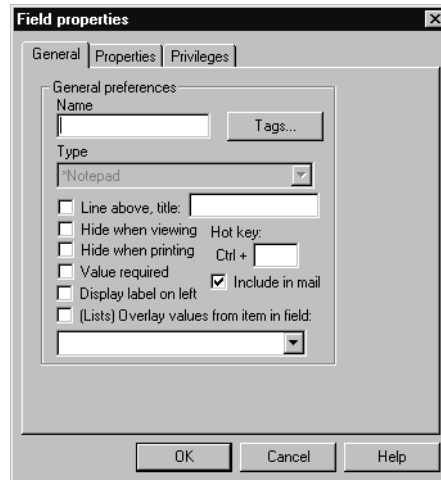 Field properties
General Properties Privileges
General preferences
Name
Tags...
Type
*Notepad
Line above, title:
Hide when viewing
Hot key:
Hide when printing
Ctrl +
Value required
Include in mail
Display label on left
(Lists) Overlay values from item in field:
OK Cancel Help